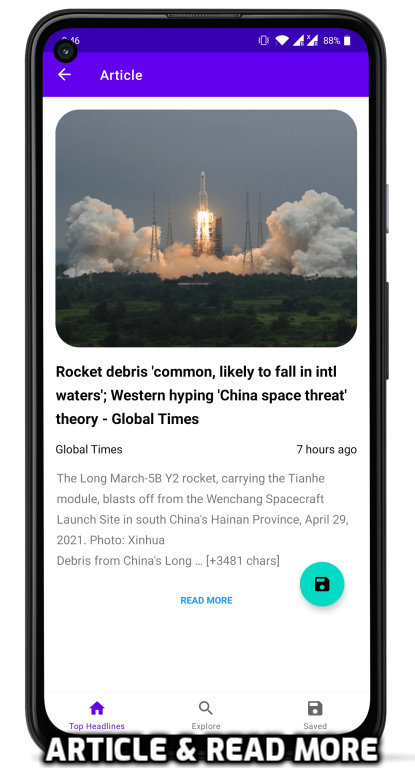 88%
Article
Rocket debris 'common, likely to fall in intl
waters'; Western hyping 'China space threat'
theory - Global Times
Global Times 7 hours ago
The Long March-5B Y2 rocket, carrying the Tianhe
module, blasts off from the Wenchang Spacecraft
Launch Site in south China's Hainan Province, April 29,
2021. Photo: Xinhua
Debris from China's Long … [+3481 chars]
READ MORE
Top Headlines Explore Saved
ARTICLE & READ MORE